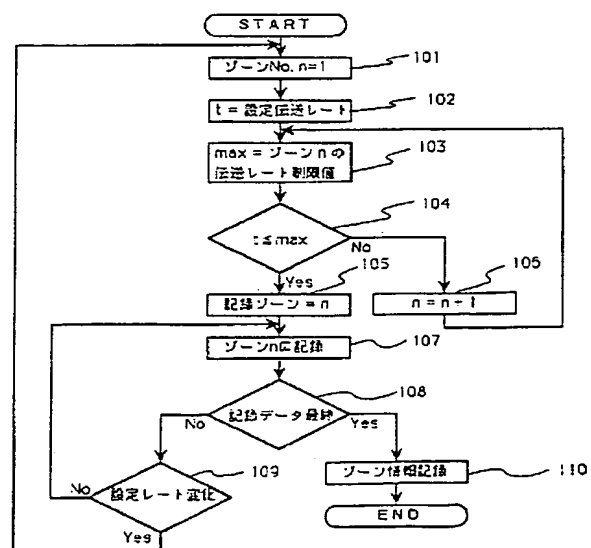 START
ゾーンNo. n=1
101
t = 設定伝送レート
102
max = ゾーン n の
伝送レート制限値
103
t≤max
104
No
Yes
105
記録ゾーン = n
105
n = n + 1
ゾーンnに記録
107
記録データ最終
108
No
Yes
設定レート変化
109
No
Yes
ゾーン情報記録
110
END